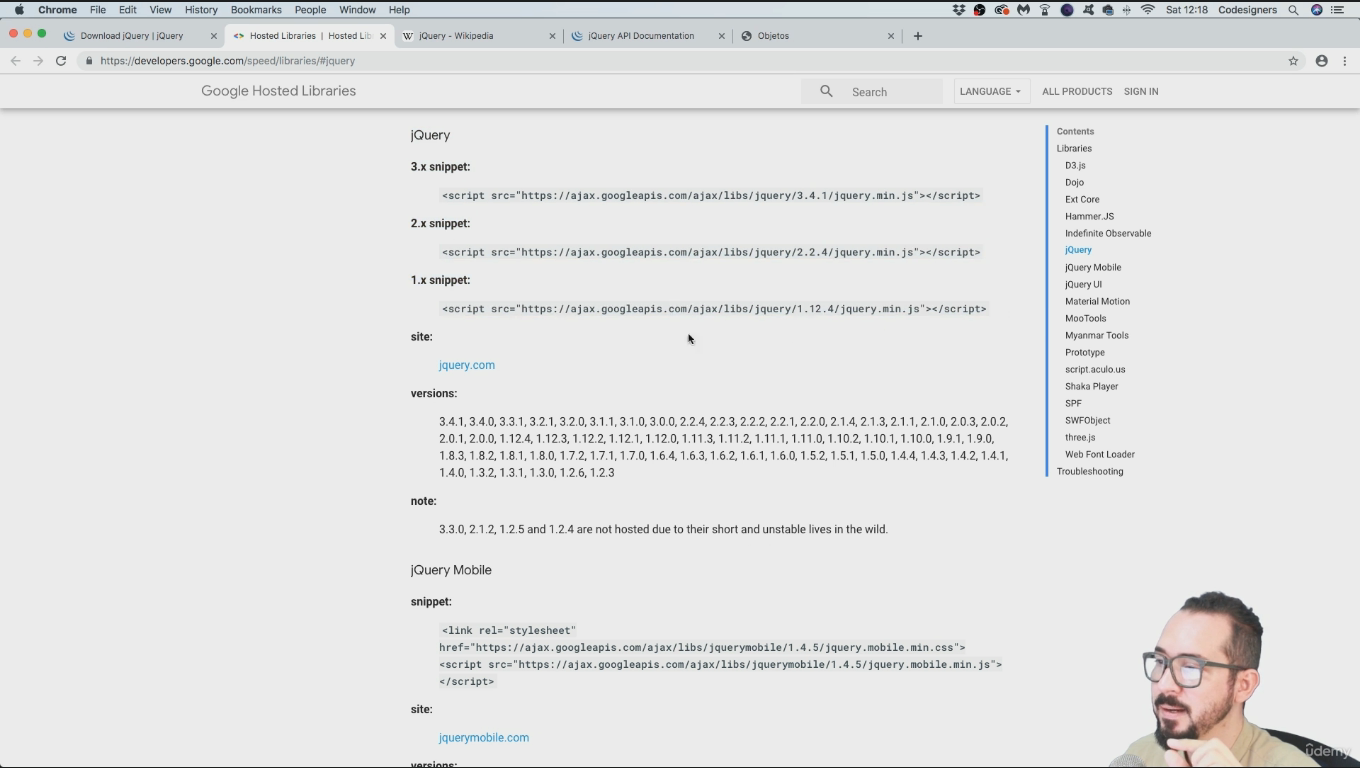 Chrome File Edit View History Bookmarks People Window Help Sat 12:18 Codesigners
Download jQuery | jQuery
Hosted Libraries | Hosted Lib
W jQuery - Wikipedia
jQuery API Documentation
Objetos
https://developers.google.com/speed/libraries/#jquery
Google Hosted Libraries
Search
LANGUAGE
ALL PRODUCTS
SIGN IN
jQuery
3.x snippet:
<script src="https://ajax.googleapis.com/ajax/libs/jquery/3.4.1/jquery.min.js"></script>
2.x snippet:
<script src="https://ajax.googleapis.com/ajax/libs/jquery/2.2.4/jquery.min.js"></script>
1.x snippet:
<script src="https://ajax.googleapis.com/ajax/libs/jquery/1.12.4/jquery.min.js"></script>
site:
jquery.com
versions:
3.4.1, 3.4.0, 3.3.1, 3.2.1, 3.2.0, 3.1.1, 3.1.0, 3.0.0, 2.2.4, 2.2.3, 2.2.2, 2.2.1, 2.2.0, 2.1.4, 2.1.3, 2.1.1, 2.1.0, 2.0.3, 2.0.2,
2.0.1, 2.0.0, 1.12.4, 1.12.3, 1.12.2, 1.12.1, 1.12.0, 1.11.3, 1.11.2, 1.11.1, 1.11.0, 1.10.2, 1.10.1, 1.10.0, 1.9.1, 1.9.0,
1.8.3, 1.8.2, 1.8.1, 1.8.0, 1.7.2, 1.7.1, 1.7.0, 1.6.4, 1.6.3, 1.6.2, 1.6.1, 1.6.0, 1.5.2, 1.5.1, 1.5.0, 1.4.4, 1.4.3, 1.4.2, 1.4.1,
1.4.0, 1.3.2, 1.3.1, 1.3.0, 1.2.6, 1.2.3
note:
3.3.0, 2.1.2, 1.2.5 and 1.2.4 are not hosted due to their short and unstable lives in the wild.
jQuery Mobile
snippet:
<link rel="stylesheet"
href="https://ajax.googleapis.com/ajax/libs/jquerymobile/1.4.5/jquery.mobile.min.css">
<script src="https://ajax.googleapis.com/ajax/libs/jquerymobile/1.4.5/jquery.mobile.min.js">
</script>
site:
jquerymobile.com
versions:
Contents
Libraries
D3.js
Dojo
Ext Core
Hammer.JS
Indefinite Observable
jQuery
jQuery Mobile
jQuery UI
Material Motion
MooTools
Myanmar Tools
Prototype
script.aculo.us
Shaka Player
SPF
SWFObject
three.js
Web Font Loader
Troubleshooting
ûdemy